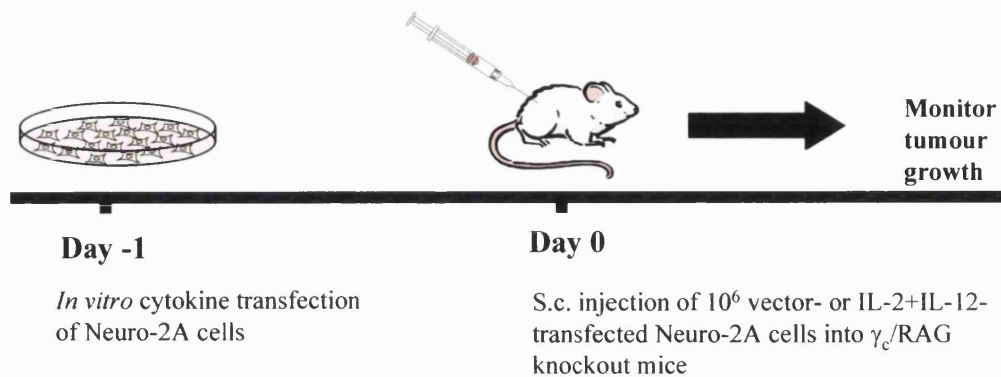 Monitor
tumour
growth
Day -1
Day 0
In vitro cytokine transfection
of Neuro-2A cells
S.c. injection of 10⁶ vector- or IL-2+IL-12-
transfected Neuro-2A cells into γc/RAG
knockout mice